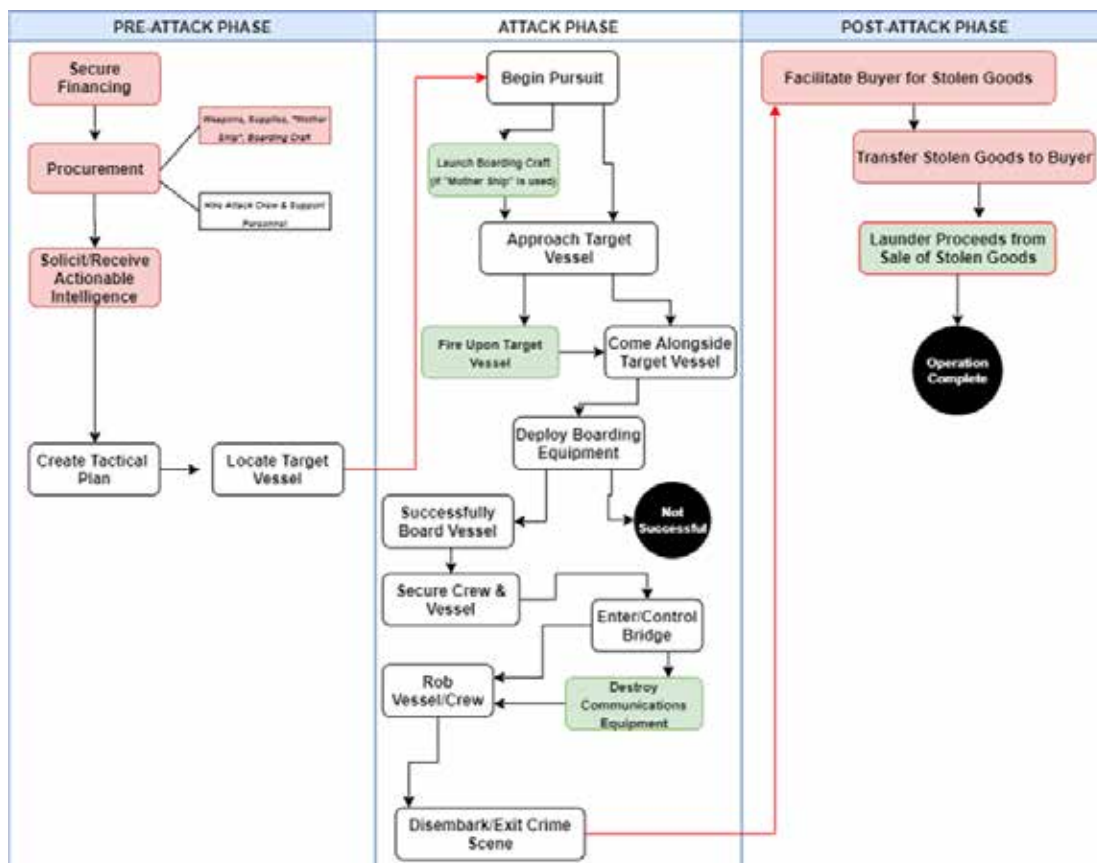 PRE-ATTACK PHASE
ATTACK PHASE
POST-ATTACK PHASE
Secure
Financing
Weapons, Supplies, "Mother
Ship", Boarding Craft
Procurement
Hire Attack Crew & Support
Personnel
Solicit/Receive
Actionable
Intelligence
Create Tactical
Plan
Locate Target
Vessel
Begin Pursuit
Launch Boarding Craft
(if "Mother Ship" is used)
Approach Target
Vessel
Fire Upon Target
Vessel
Come Alongside
Target Vessel
Deploy Boarding
Equipment
Successfully
Board Vessel
Not
Successful
Secure Crew &
Vessel
Enter/Control
Bridge
Rob
Vessel/Crew
Destroy
Communications
Equipment
Disembark/Exit Crime
Scene
Facilitate Buyer for Stolen Goods
Transfer Stolen Goods to Buyer
Launder Proceeds from
Sale of Stolen Goods
Operation
Complete